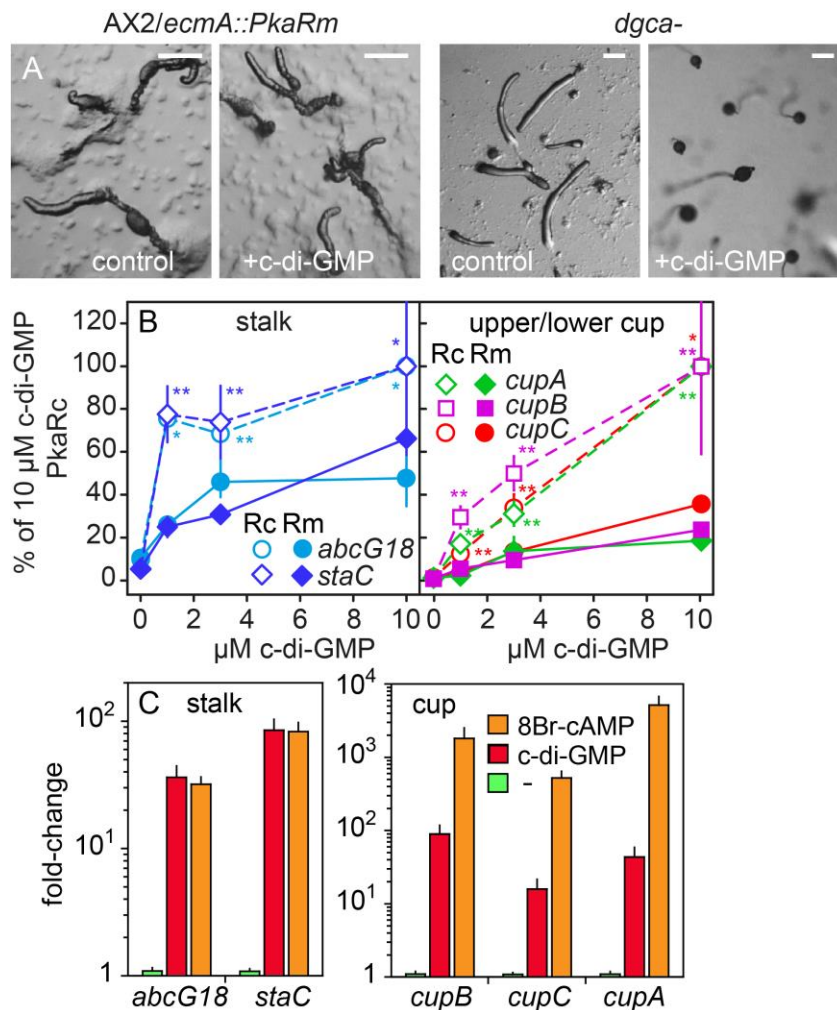 AX2/ecmA::PkaRm dgca-
A
control +c-di-GMP control +c-di-GMP
% of 10 µM c-di-GMP
PkaRc
B stalk upper/lower cup
120
100
80
60
40
20
0
* ** ** * ** *
Rc Rm
abcG18
staC
0 2 4 6 8 10
µM c-di-GMP
Rc Rm
cupA
cupB
cupC
* ** ** ** ** ** ** ** **
0 2 4 6 8 10
µM c-di-GMP
fold-change
C stalk
10²
10
1
abcG18 staC
cup
10⁴
10³
10²
10
1
8Br-cAMP
c-di-GMP
-
cupB cupC cupA